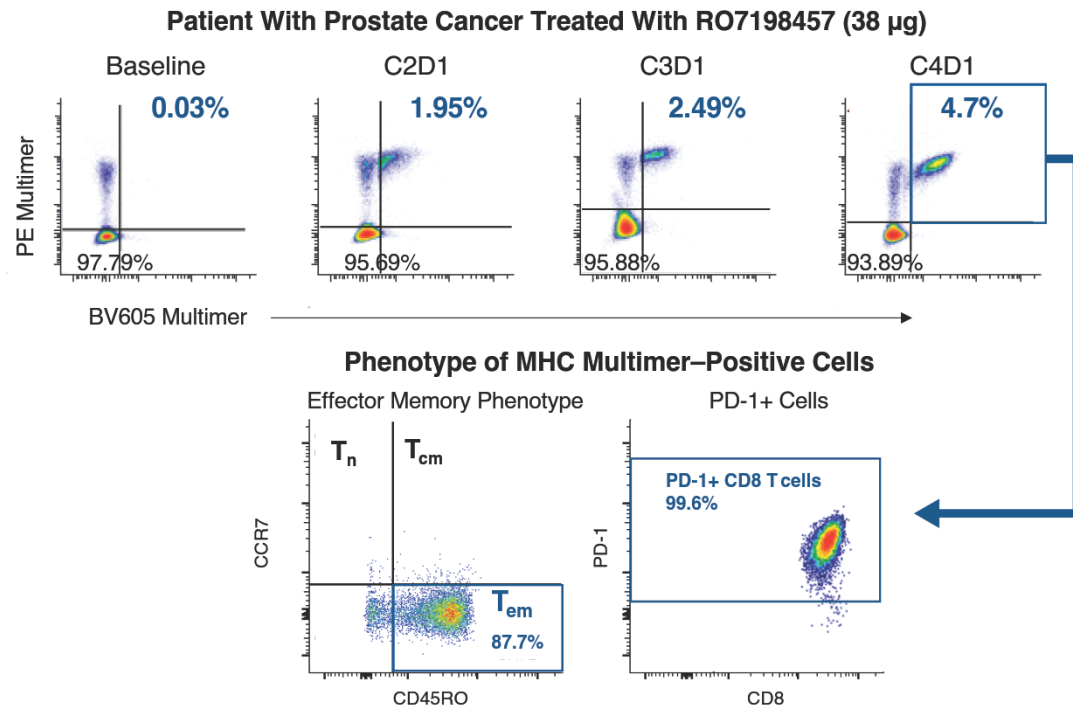 Patient With Prostate Cancer Treated With RO7198457 (38 µg)
Baseline
C2D1
C3D1
C4D1
0.03%
1.95%
2.49%
4.7%
PE Multimer
97.79%
95.69%
95.88%
93.89%
BV605 Multimer
Phenotype of MHC Multimer–Positive Cells
Effector Memory Phenotype
PD-1+ Cells
Tn
Tcm
PD-1+ CD8 T cells
99.6%
CCR7
PD-1
Tem
87.7%
CD45RO
CD8